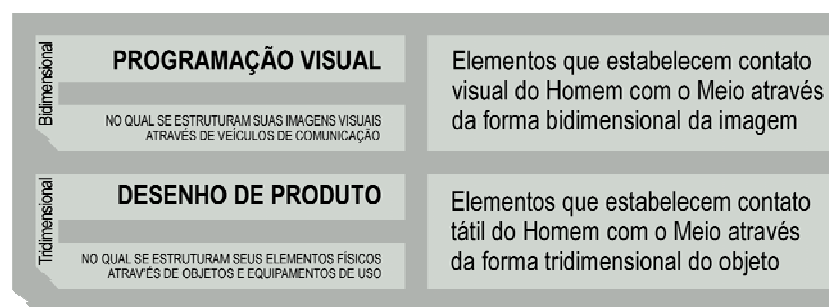 Bidimensional
PROGRAMAÇÃO VISUAL
NO QUAL SE ESTRUTURAM SUAS IMAGENS VISUAIS
ATRAVÉS DE VEÍCULOS DE COMUNICAÇÃO
Elementos que estabelecem contato
visual do Homem com o Meio através
da forma bidimensional da imagem
Tridimensional
DESENHO DE PRODUTO
NO QUAL SE ESTRUTURAM SEUS ELEMENTOS FÍSICOS
ATRAVÉS DE OBJETOS E EQUIPAMENTOS DE USO
Elementos que estabelecem contato
tátil do Homem com o Meio através
da forma tridimensional do objeto